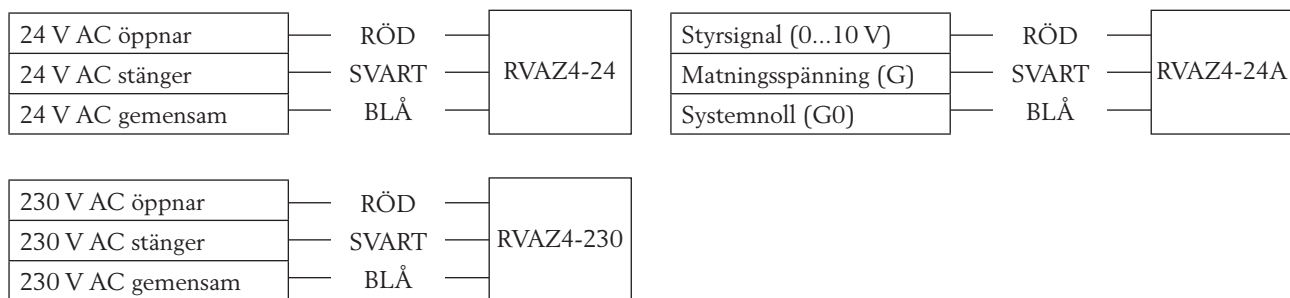 24 V AC öppnar RÖD
24 V AC stänger SVART RVAZ4-24
24 V AC gemensam BLÅ
Styrsignal (0...10 V) RÖD
Matningsspänning (G) SVART RVAZ4-24A
Systemnoll (G0) BLÅ
230 V AC öppnar RÖD
230 V AC stänger SVART RVAZ4-230
230 V AC gemensam BLÅ